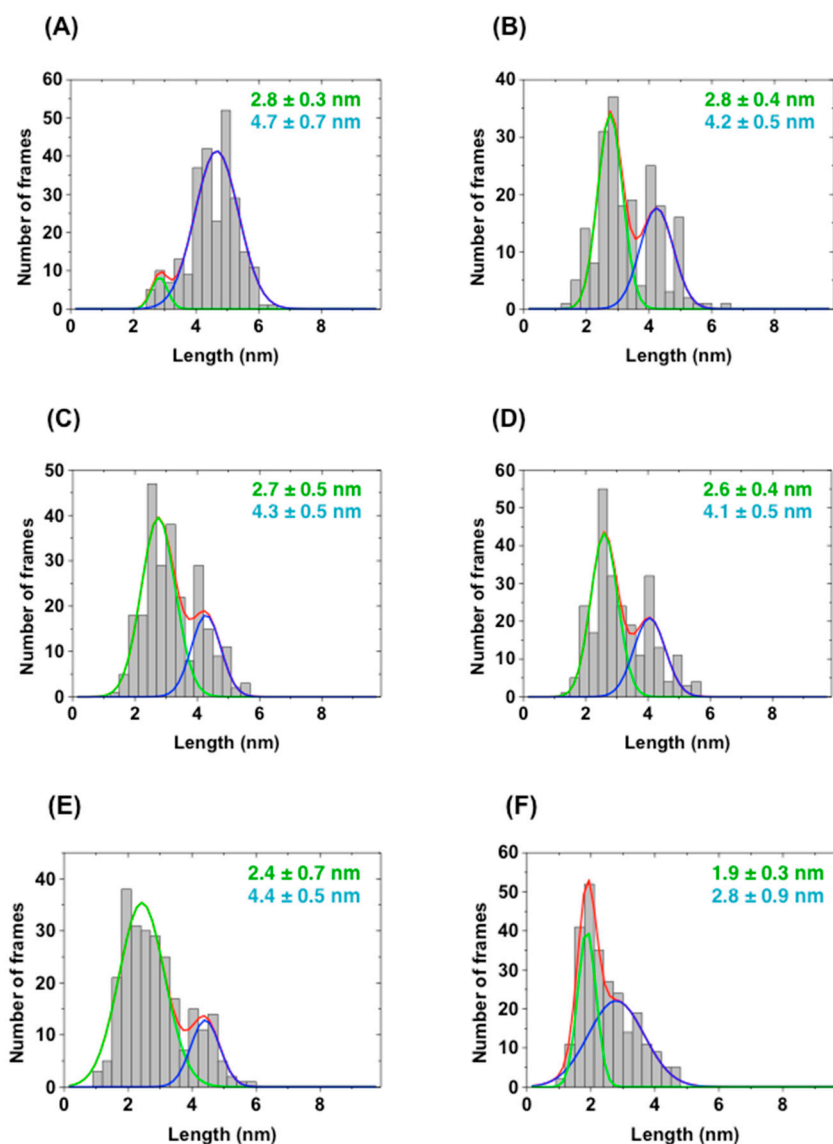 (A)
2.8 ± 0.3 nm
4.7 ± 0.7 nm
Number of frames
60
50
40
30
20
10
0
0 2 4 6 8
Length (nm)
(B)
2.8 ± 0.4 nm
4.2 ± 0.5 nm
Number of frames
40
30
20
10
0
0 2 4 6 8
Length (nm)
(C)
2.7 ± 0.5 nm
4.3 ± 0.5 nm
Number of frames
50
40
30
20
10
0
0 2 4 6 8
Length (nm)
(D)
2.6 ± 0.4 nm
4.1 ± 0.5 nm
Number of frames
60
50
40
30
20
10
0
0 2 4 6 8
Length (nm)
(E)
2.4 ± 0.7 nm
4.4 ± 0.5 nm
Number of frames
40
30
20
10
0
0 2 4 6 8
Length (nm)
(F)
1.9 ± 0.3 nm
2.8 ± 0.9 nm
Number of frames
60
50
40
30
20
10
0
0 2 4 6 8
Length (nm)